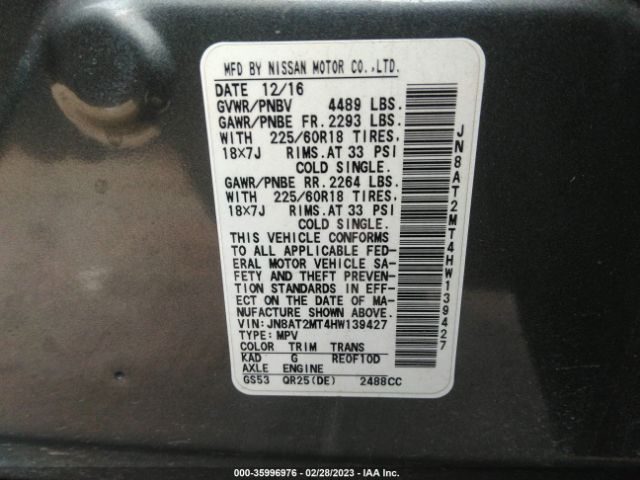 MFD BY NISSAN MOTOR CO.,LTD.
DATE 12/16
GVWR/PNBV 4489 LBS.
GAWR/PNBE FR.2293 LBS.
WITH 225/60R18 TIRES.
18X7J RIMS.AT 33 PSI
COLD SINGLE.
GAWR/PNBE RR.2264 LBS.
WITH 225/60R18 TIRES.
18X7J RIMS.AT 33 PSI
COLD SINGLE.
THIS VEHICLE CONFORMS
TO ALL APPLICABLE FED-
ERAL MOTOR VEHICLE SA-
FETY AND THEFT PREVEN-
TION STANDARDS IN EFF-
ECT ON THE DATE OF MA-
NUFACTURE SHOWN ABOVE.
VIN:JN8AT2MT4HW139427
TYPE:MPV
COLOR TRIM TRANS
KAD G RE0F10D
AXLE ENGINE
GS53 QR25(DE) 2488CC
JN8AT2MT4HW139427
000-35996976 | 02/28/2023 - IAA Inc.